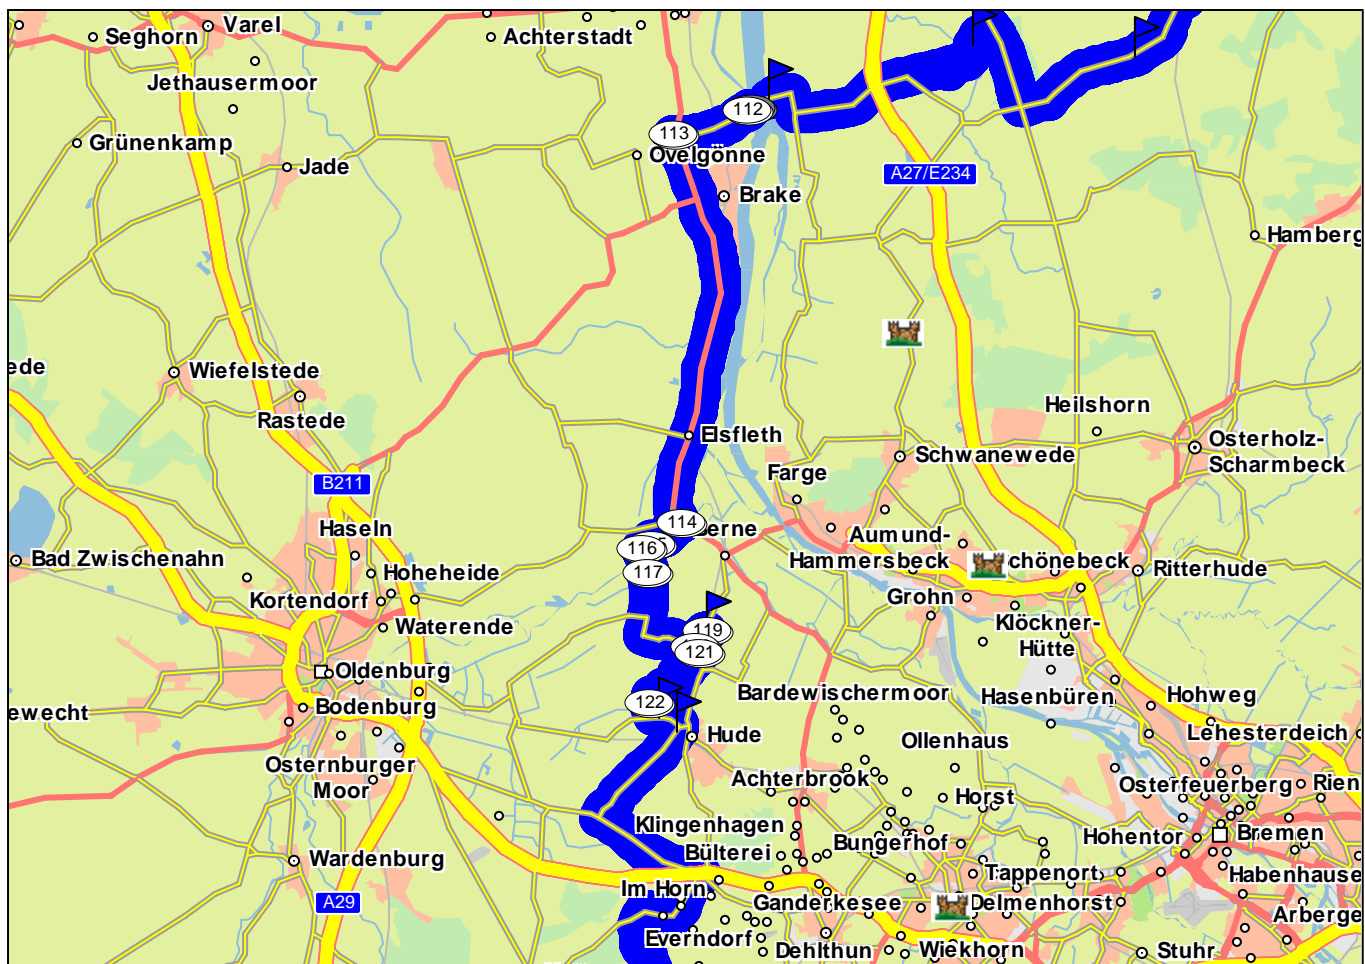 Seghorn
Varel
Achterstadt
Jethausermoor
112
113
Grünenkamp
Jade
Ovelgönne
A27/E234
Brake
Hamberg
ede
Wiefelstede
Rastede
Heilshorn
Elsfleth
Osterholz-
Scharmbeck
Schwanewede
Farge
B211
Haseln
114
erne
Aumund-
Hammersbeck
116
117
Bad Zwischenahn
Hoheheide
chönebeck
Ritterhude
Kortendorf
Grohn
Waterende
119
121
Klöckner-
Hütte
Oldenburg
Bardewischermoor
Hasenbüren
Hohweg
122
ewecht
Bodenburg
Hude
Ollenhaus
Lehesterdeich
Osternburger
Moor
Achterbrook
Horst
Osterfeuerberg
Rien
Klingenhagen
Bungerhof
Hohentor
Bremen
Bülterei
Wardenburg
Im Horn
Tappenort
Habenhause
A29
Ganderkesee
Delmenhorst
Arberge
Everndorf
Dehlthun
Wiekhorn
Stuhr